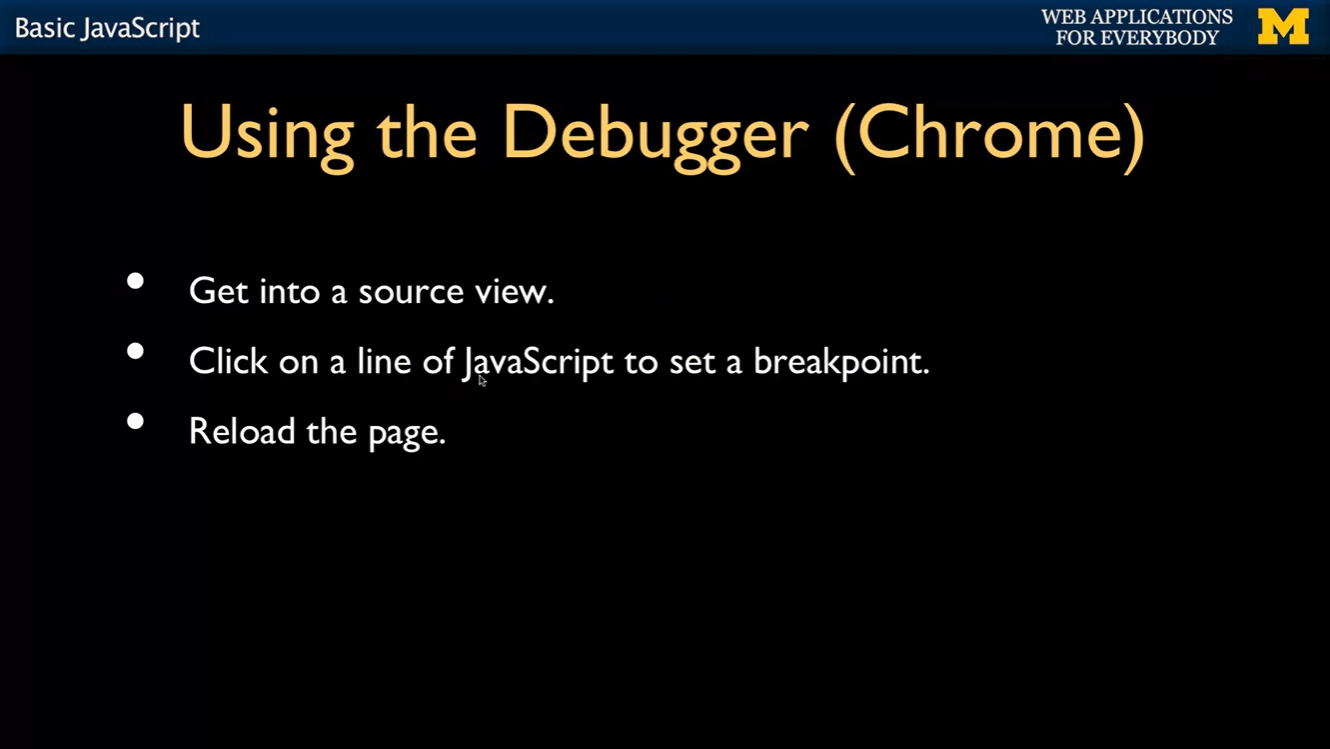 Basic JavaScript
WEB APPLICATIONS
FOR EVERYBODY
M
Using the Debugger (Chrome)
• Get into a source view.
• Click on a line of JavaScript to set a breakpoint.
• Reload the page.